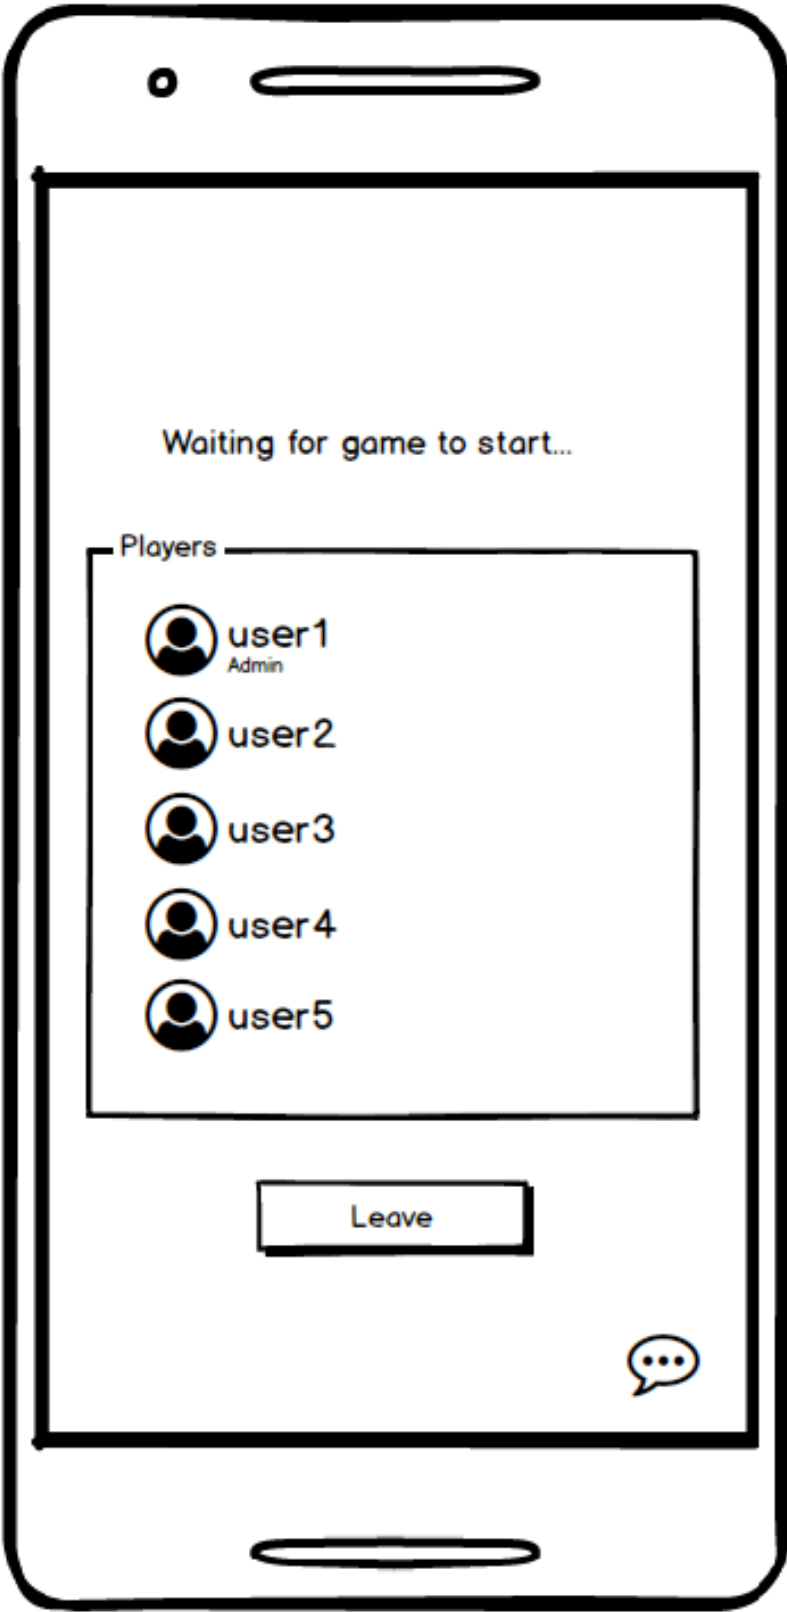 Waiting for game to start...
Players
user1
Admin
user2
user3
user4
user5
Leave